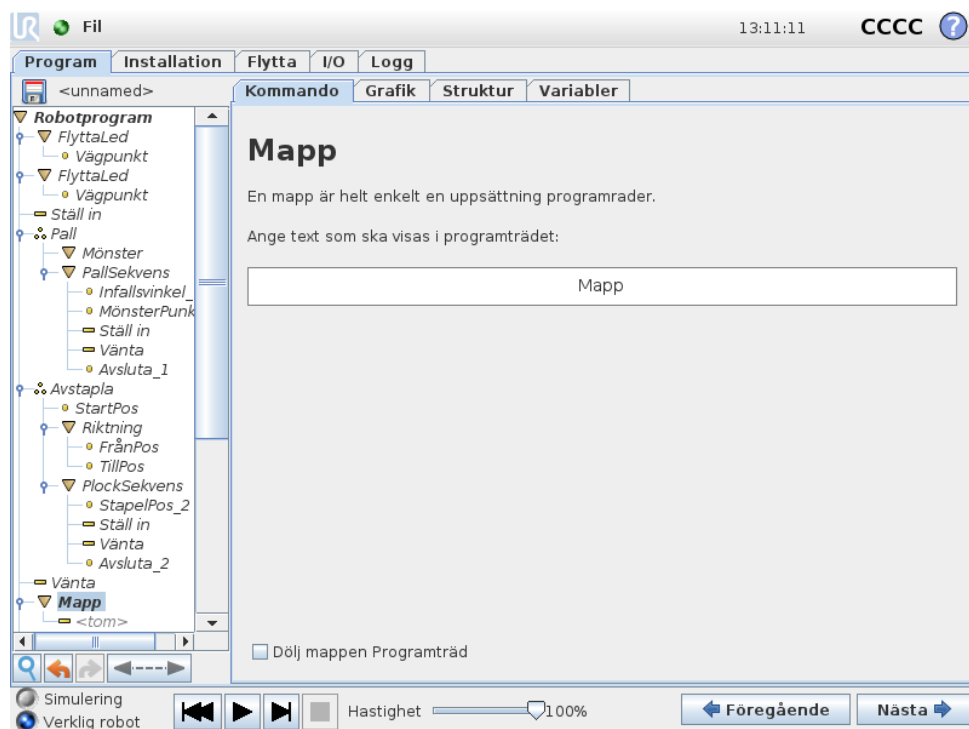 UR Fil 13:11:11 CCCC ?
Program Installation Flytta I/O Logg
<unnamed>
Kommando Grafik Struktur Variabler
Robotprogram
FlyttaLed
Vägpunkt
FlyttaLed
Vägpunkt
Ställ in
Pall
Mönster
PallSekvens
Infallsvinkel_
MönsterPunk
Ställ in
Vänta
Avsluta_1
Avstapla
StartPos
Riktning
FrånPos
TillPos
PlockSekvens
StapelPos_2
Ställ in
Vänta
Avsluta_2
Vänta
Mapp
<tom>
Mapp
En mapp är helt enkelt en uppsättning programrader.
Ange text som ska visas i programträdet:
Mapp
Dölj mappen Programträd
Simulering
Verklig robot
Hastighet 100%
Föregående Nästa